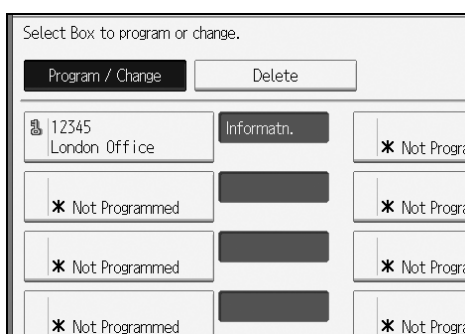 Select Box to program or change.
Program / Change
Delete
12345
London Office
Informatn.
✱ Not Progra
✱ Not Programmed
✱ Not Progra
✱ Not Programmed
✱ Not Progra
✱ Not Programmed
✱ Not Progra